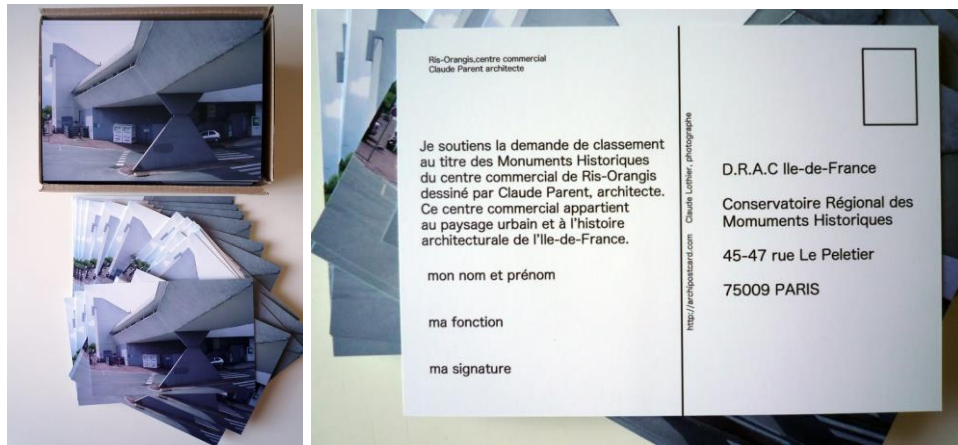 Ris-Orangis,centre commercial
Claude Parent architecte
Je soutiens la demande de classement
au titre des Monuments Historiques
du centre commercial de Ris-Orangis
dessiné par Claude Parent, architecte.
Ce centre commercial appartient
au paysage urbain et à l'histoire
architecturale de l'Ile-de-France.
mon nom et prénom
ma fonction
ma signature
http://archipostcard.com Claude Lothier, photographe
D.R.A.C Ile-de-France
Conservatoire Régional des
Monuments Historiques
45-47 rue Le Peletier
75009 PARIS